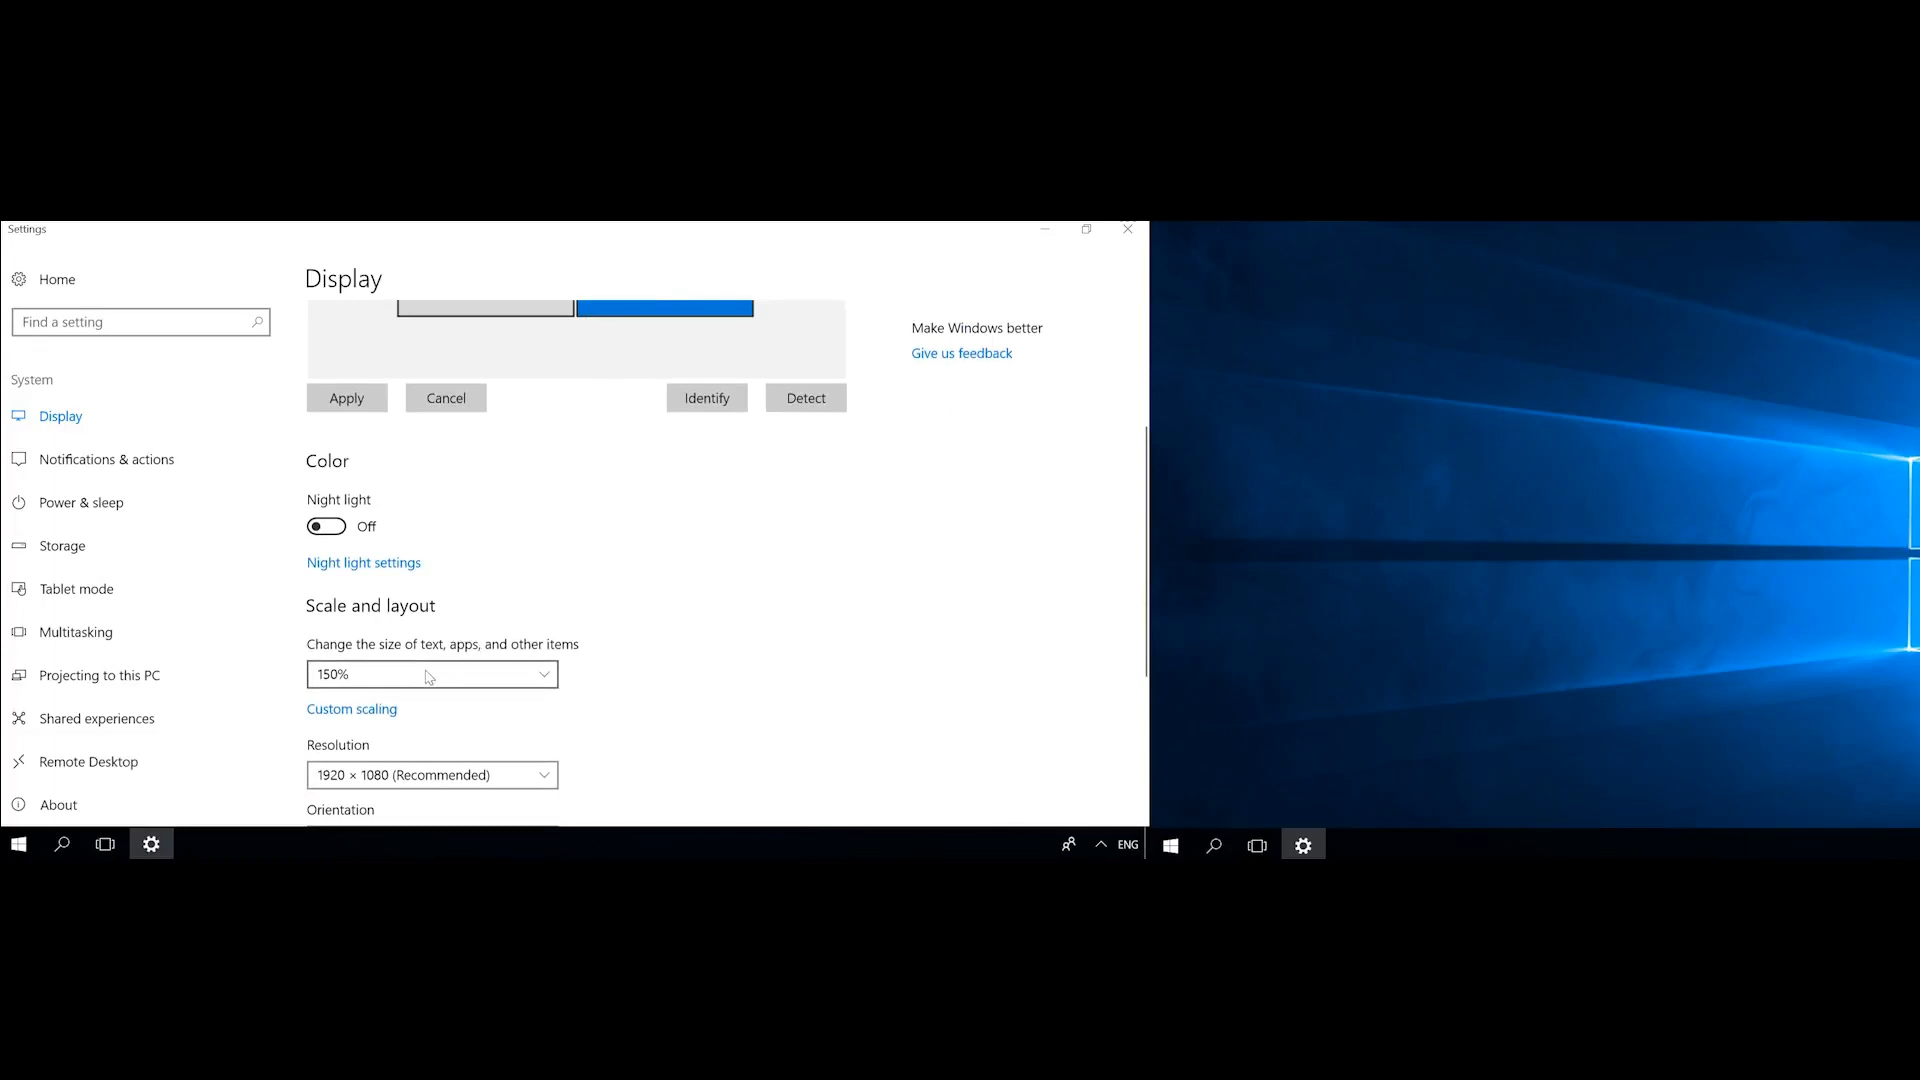 Settings
Home
Find a setting
System
Display
Notifications & actions
Power & sleep
Storage
Tablet mode
Multitasking
Projecting to this PC
Shared experiences
Remote Desktop
About
Display
Apply
Cancel
Identify
Detect
Color
Night light
Off
Night light settings
Scale and layout
Change the size of text, apps, and other items
150%
Custom scaling
Resolution
1920 × 1080 (Recommended)
Orientation
Make Windows better
Give us feedback
ENG